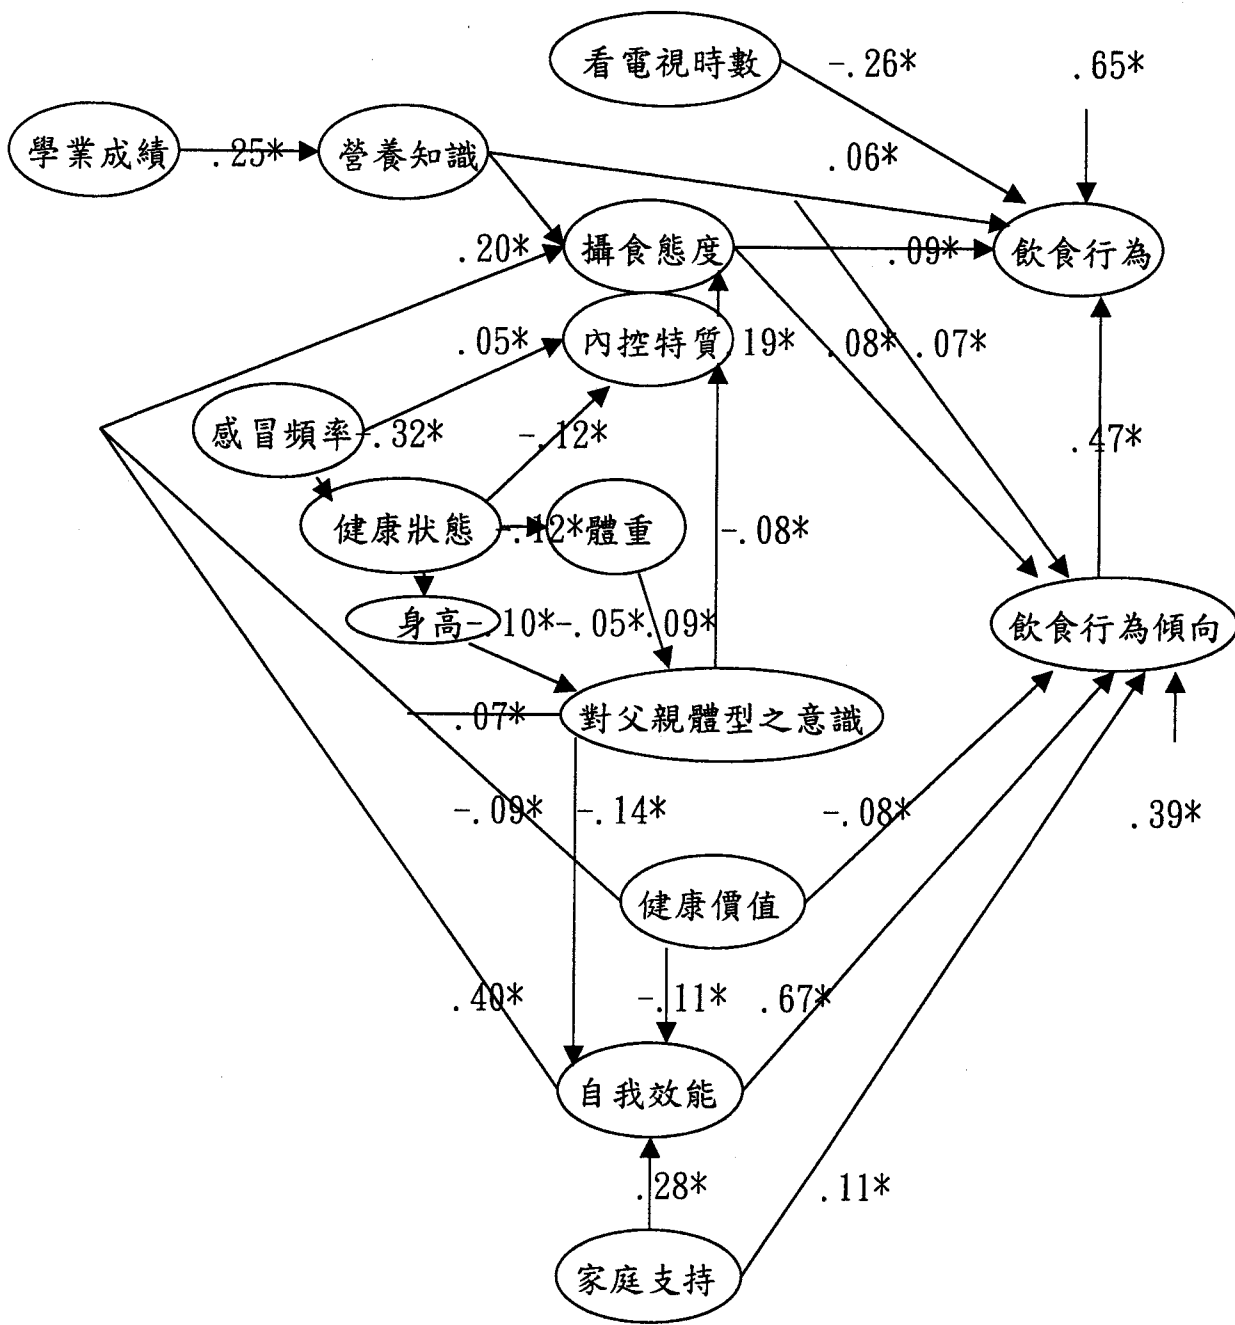 看電視時數 -.26* .65*
學業成績 .25* 營養知識 .06*
.20* 攝食態度 .09* 飲食行為
.05* 內控特質 .19* .08* .07*
感冒頻率 -.32* -.12* .47*
健康狀態 -.12* 體重 -.08*
身高 -.10* -.05* .09* 飲食行為傾向
.07* 對父親體型之意識
-.09* -.14* -.08* .39*
健康價值
.40* -.11* .67*
自我效能
.28* .11*
家庭支持